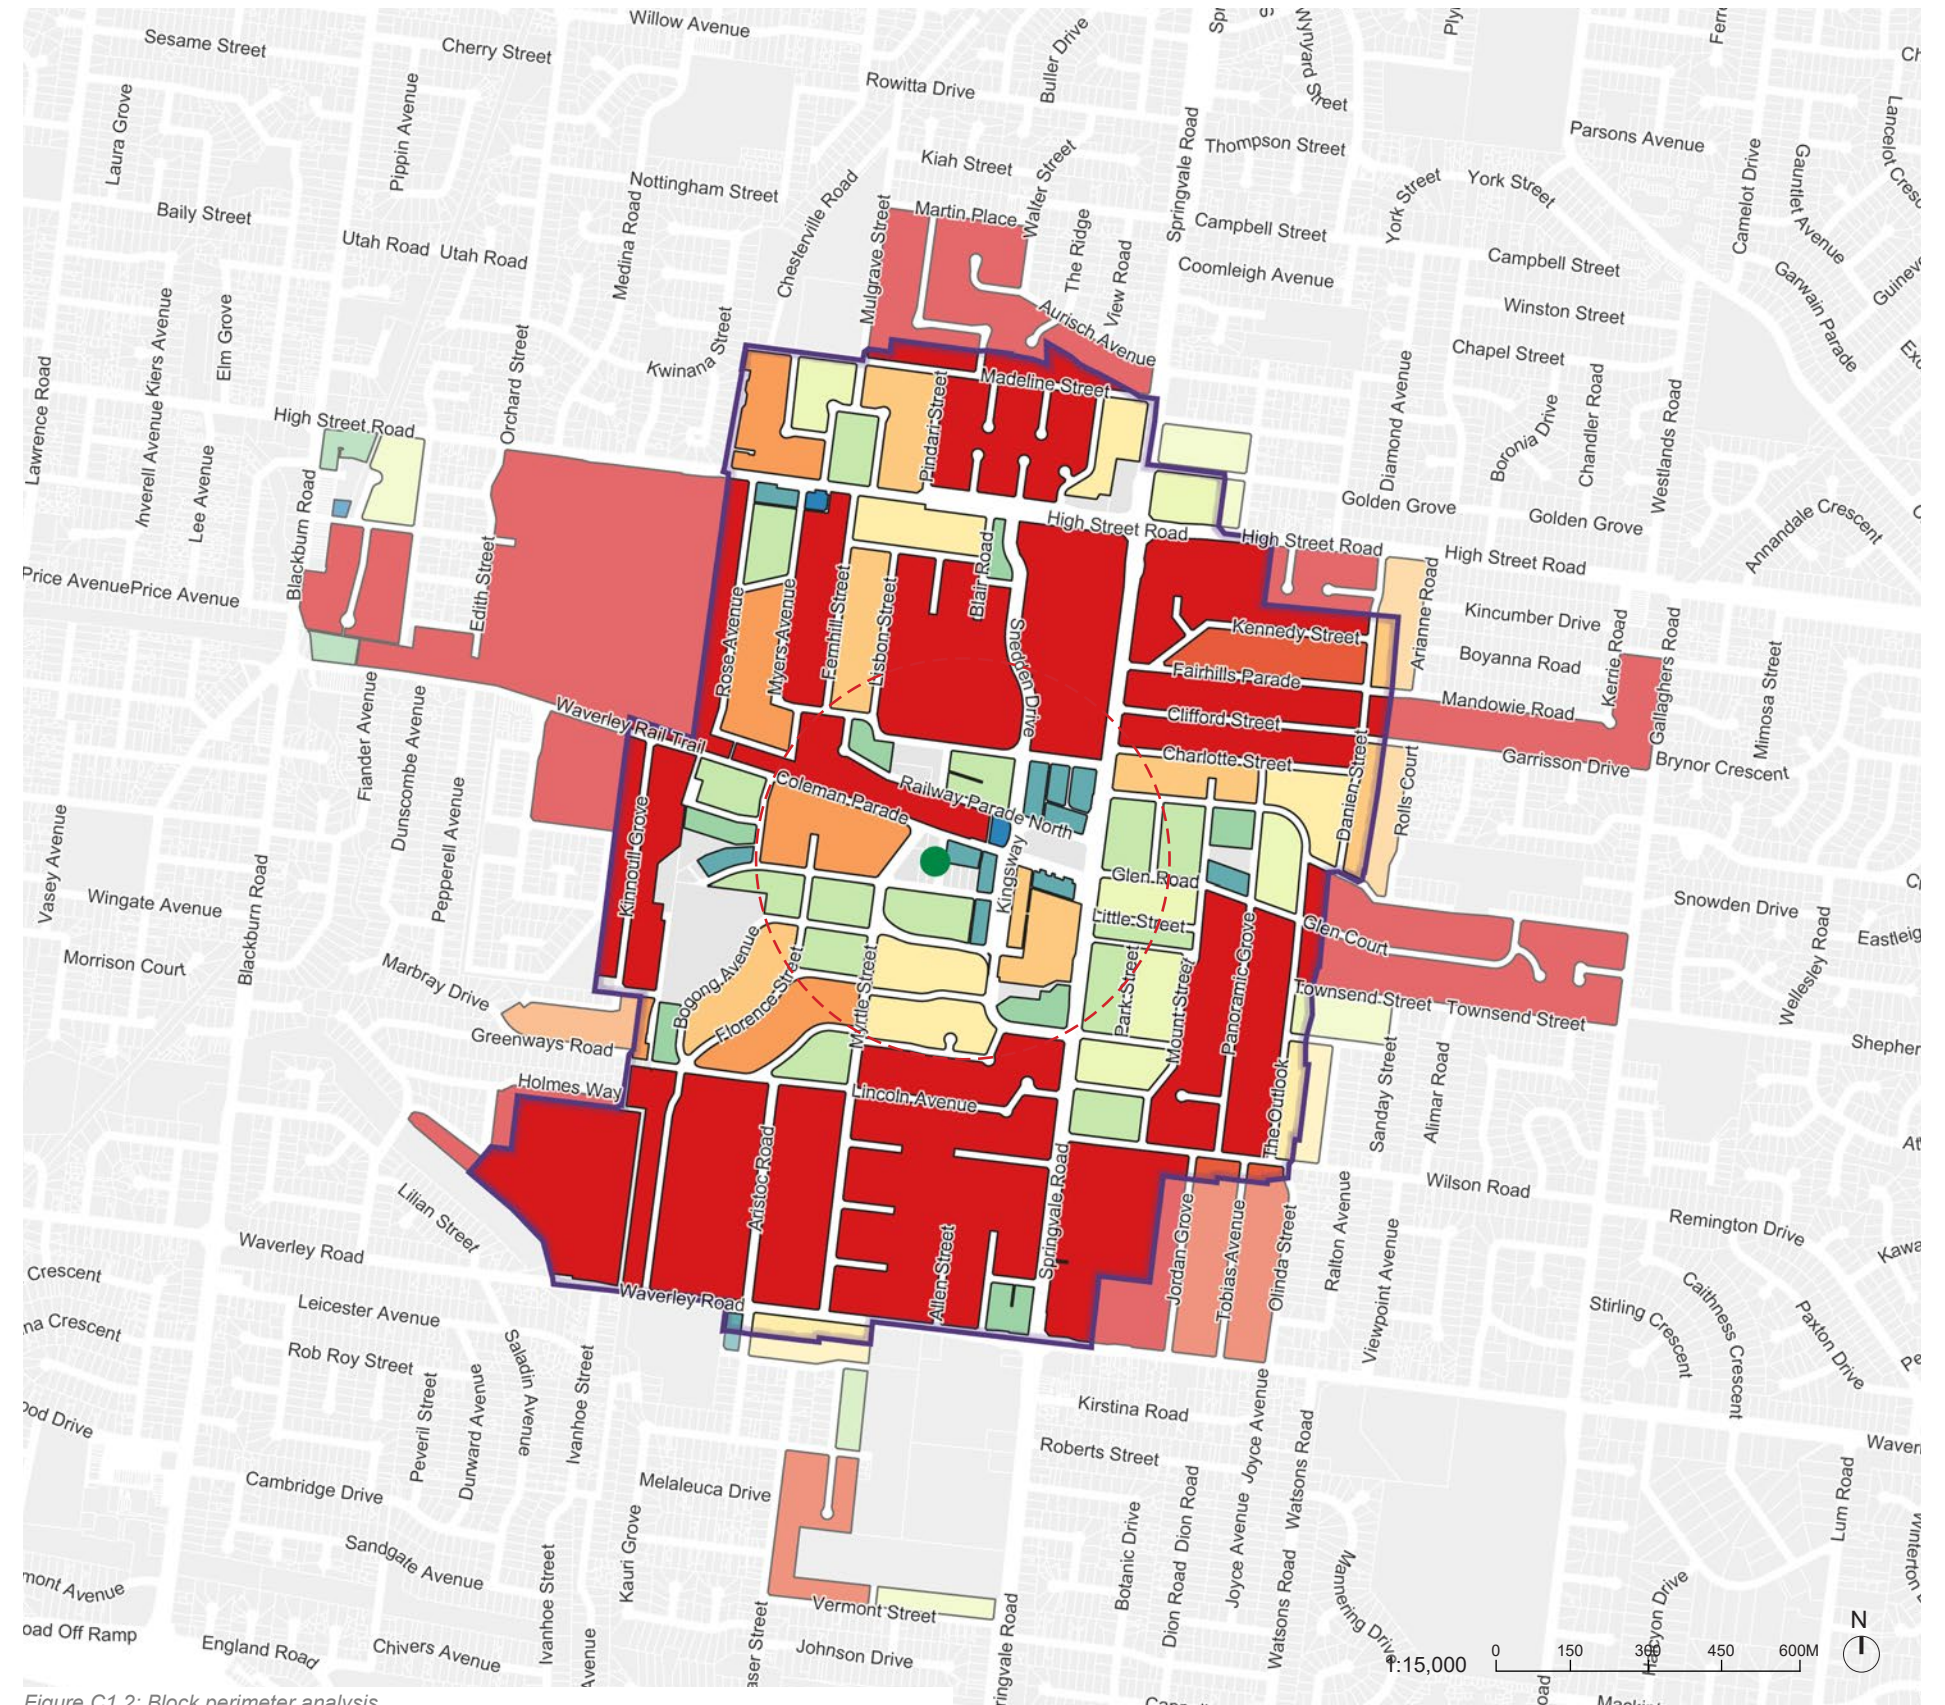 Willow Avenue
Sesame Street
Cherry Street
Buller Drive
Wynyard Street
Rowitta Drive
Laura Grove
Pippin Avenue
Parsons Avenue
Springvale Road
Thompson Street
Kiah Street
Walter Street
Camelot Drive
Gauntlet Avenue
Nottingham Street
Chesterville Road
York Street
York Street
Baily Street
Medina Road
Mulgrave Street
Martin Place
The Ridge
View Road
Campbell Street
Utah Road
Utah Road
Coomleigh Avenue
Campbell Street
Garwain Parade
Inverell Avenue
Kiers Avenue
Elm Grove
Winston Street
Aurisch Avenue
Kwinana Street
Orchard Street
Chapel Street
Lawrence Road
Madeline Street
Diamond Avenue
Chandler Road
Westlands Road
High Street Road
Pindari Street
Boronia Drive
Lee Avenue
Blackburn Road
Golden Grove
Golden Grove
Annandale Crescent
High Street Road
High Street Road
High Street Road
Price Avenue
Price Avenue
Edith Street
Rose Avenue
Myers Avenue
Fernhill Street
Lisbon Street
Blair Road
Snedden Drive
Kennedy Street
Arianne Road
Kincumber Drive
Kerrie Road
Gallaghers Road
Mimosa Street
Boyanna Road
Fairhills Parade
Mandowie Road
Waverley Rail Trail
Clifford Street
Fiander Avenue
Dunscombe Avenue
Charlotte Street
Garrisson Drive
Brynor Crescent
Coleman Parade
Railway Parade North
Danien Street
Rolls Court
Vasey Avenue
Pepperell Avenue
Kinnoull Grove
Kingsway
Glen Road
Wingate Avenue
Blackburn Road
Little Street
Panoramic Grove
Glen Court
Snowden Drive
Wellesley Road
Morrison Court
Marbray Drive
Bogong Avenue
Florence Street
Myrtle Street
Park Street
Mount Street
Townsend Street
Townsend Street
Greenways Road
Holmes Way
Lincoln Avenue
The Outlook
Sanday Street
Alimar Road
Aristoc Road
Springvale Road
Wilson Road
Lilian Street
Waverley Road
Allen Street
Jordan Grove
Tobias Avenue
Olinda Street
Ralton Avenue
Viewpoint Avenue
Remington Drive
Crescent
Leicester Avenue
Waverley Road
Stirling Crescent
Caithness Crescent
Paxton Drive
Rob Roy Street
Saladin Avenue
Ivanhoe Street
Peveril Street
Durward Avenue
Kirstina Road
Joyce Avenue
Watsons Road
Roberts Street
Cambridge Drive
Melaleuca Drive
Dion Road
Lum Road
Sandgate Avenue
Kauri Grove
Botanic Drive
Dion Road
Joyce Avenue
Watsons Road
Mannering Drive
Halcyon Drive
Ivanhoe Street
Vermont Street
England Road
Chivers Avenue
Johnson Drive
N
1:15,000
0 150 300 450 600M
Figure C1.2: Block perimeter analysis